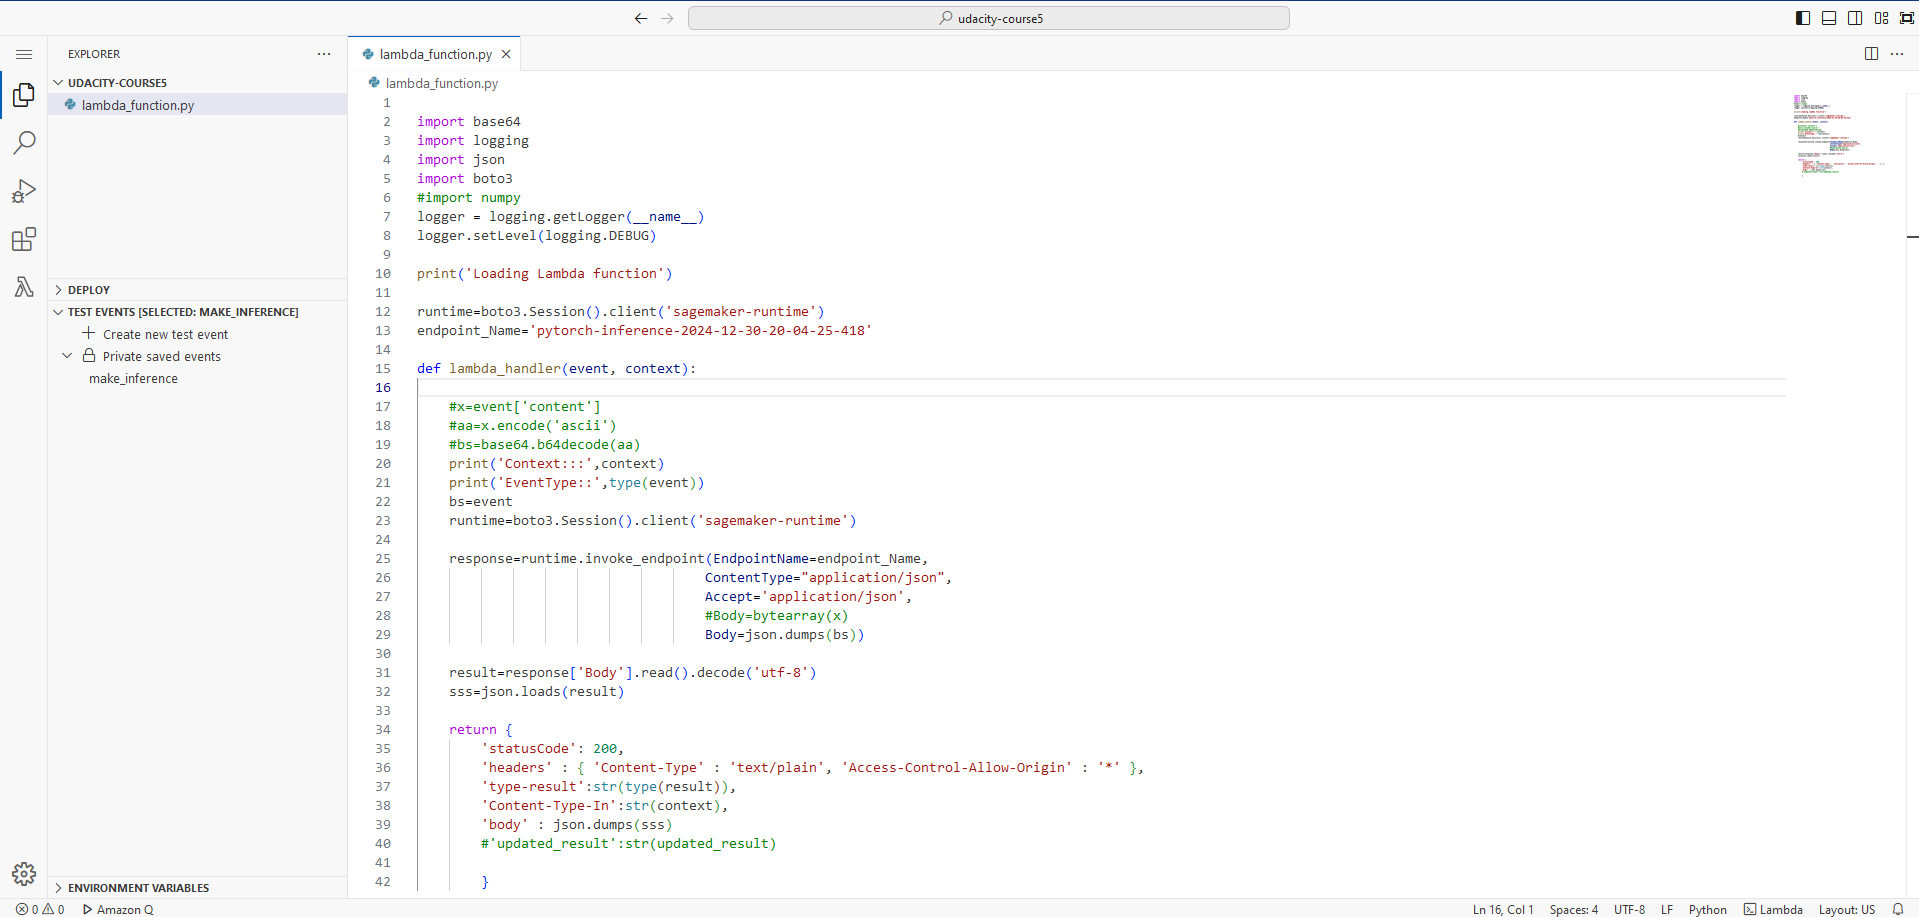 udacity-course5
EXPLORER
UDACITY-COURSE5
lambda_function.py
DEPLOY
TEST EVENTS [SELECTED: MAKE_INFERENCE]
Create new test event
Private saved events
make_inference
ENVIRONMENT VARIABLES
lambda_function.py
lambda_function.py
1
2 import base64
3 import logging
4 import json
5 import boto3
6 #import numpy
7 logger = logging.getLogger(__name__)
8 logger.setLevel(logging.DEBUG)
9
10 print('Loading Lambda function')
11
12 runtime=boto3.Session().client('sagemaker-runtime')
13 endpoint_Name='pytorch-inference-2024-12-30-20-04-25-418'
14
15 def lambda_handler(event, context):
16
17 #x=event['content']
18 #aa=x.encode('ascii')
19 #bs=base64.b64decode(aa)
20 print('Context:::',context)
21 print('EventType::',type(event))
22 bs=event
23 runtime=boto3.Session().client('sagemaker-runtime')
24
25 response=runtime.invoke_endpoint(EndpointName=endpoint_Name,
26 ContentType="application/json",
27 Accept='application/json',
28 #Body=bytearray(x)
29 Body=json.dumps(bs))
30
31 result=response['Body'].read().decode('utf-8')
32 sss=json.loads(result)
33
34 return {
35 'statusCode': 200,
36 'headers' : { 'Content-Type' : 'text/plain', 'Access-Control-Allow-Origin' : '*' },
37 'type-result':str(type(result)),
38 'Content-Type-In':str(context),
39 'body' : json.dumps(sss)
40 #'updated_result':str(updated_result)
41
42 }
0 0 Amazon Q Ln 16, Col 1 Spaces: 4 UTF-8 LF Python Lambda Layout: US